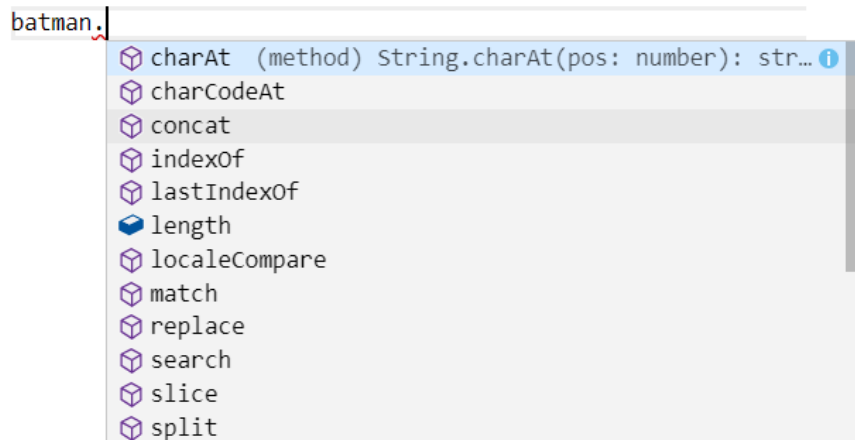 batman.
charAt (method) String.charAt(pos: number): str…
charCodeAt
concat
indexOf
lastIndexOf
length
localeCompare
match
replace
search
slice
split